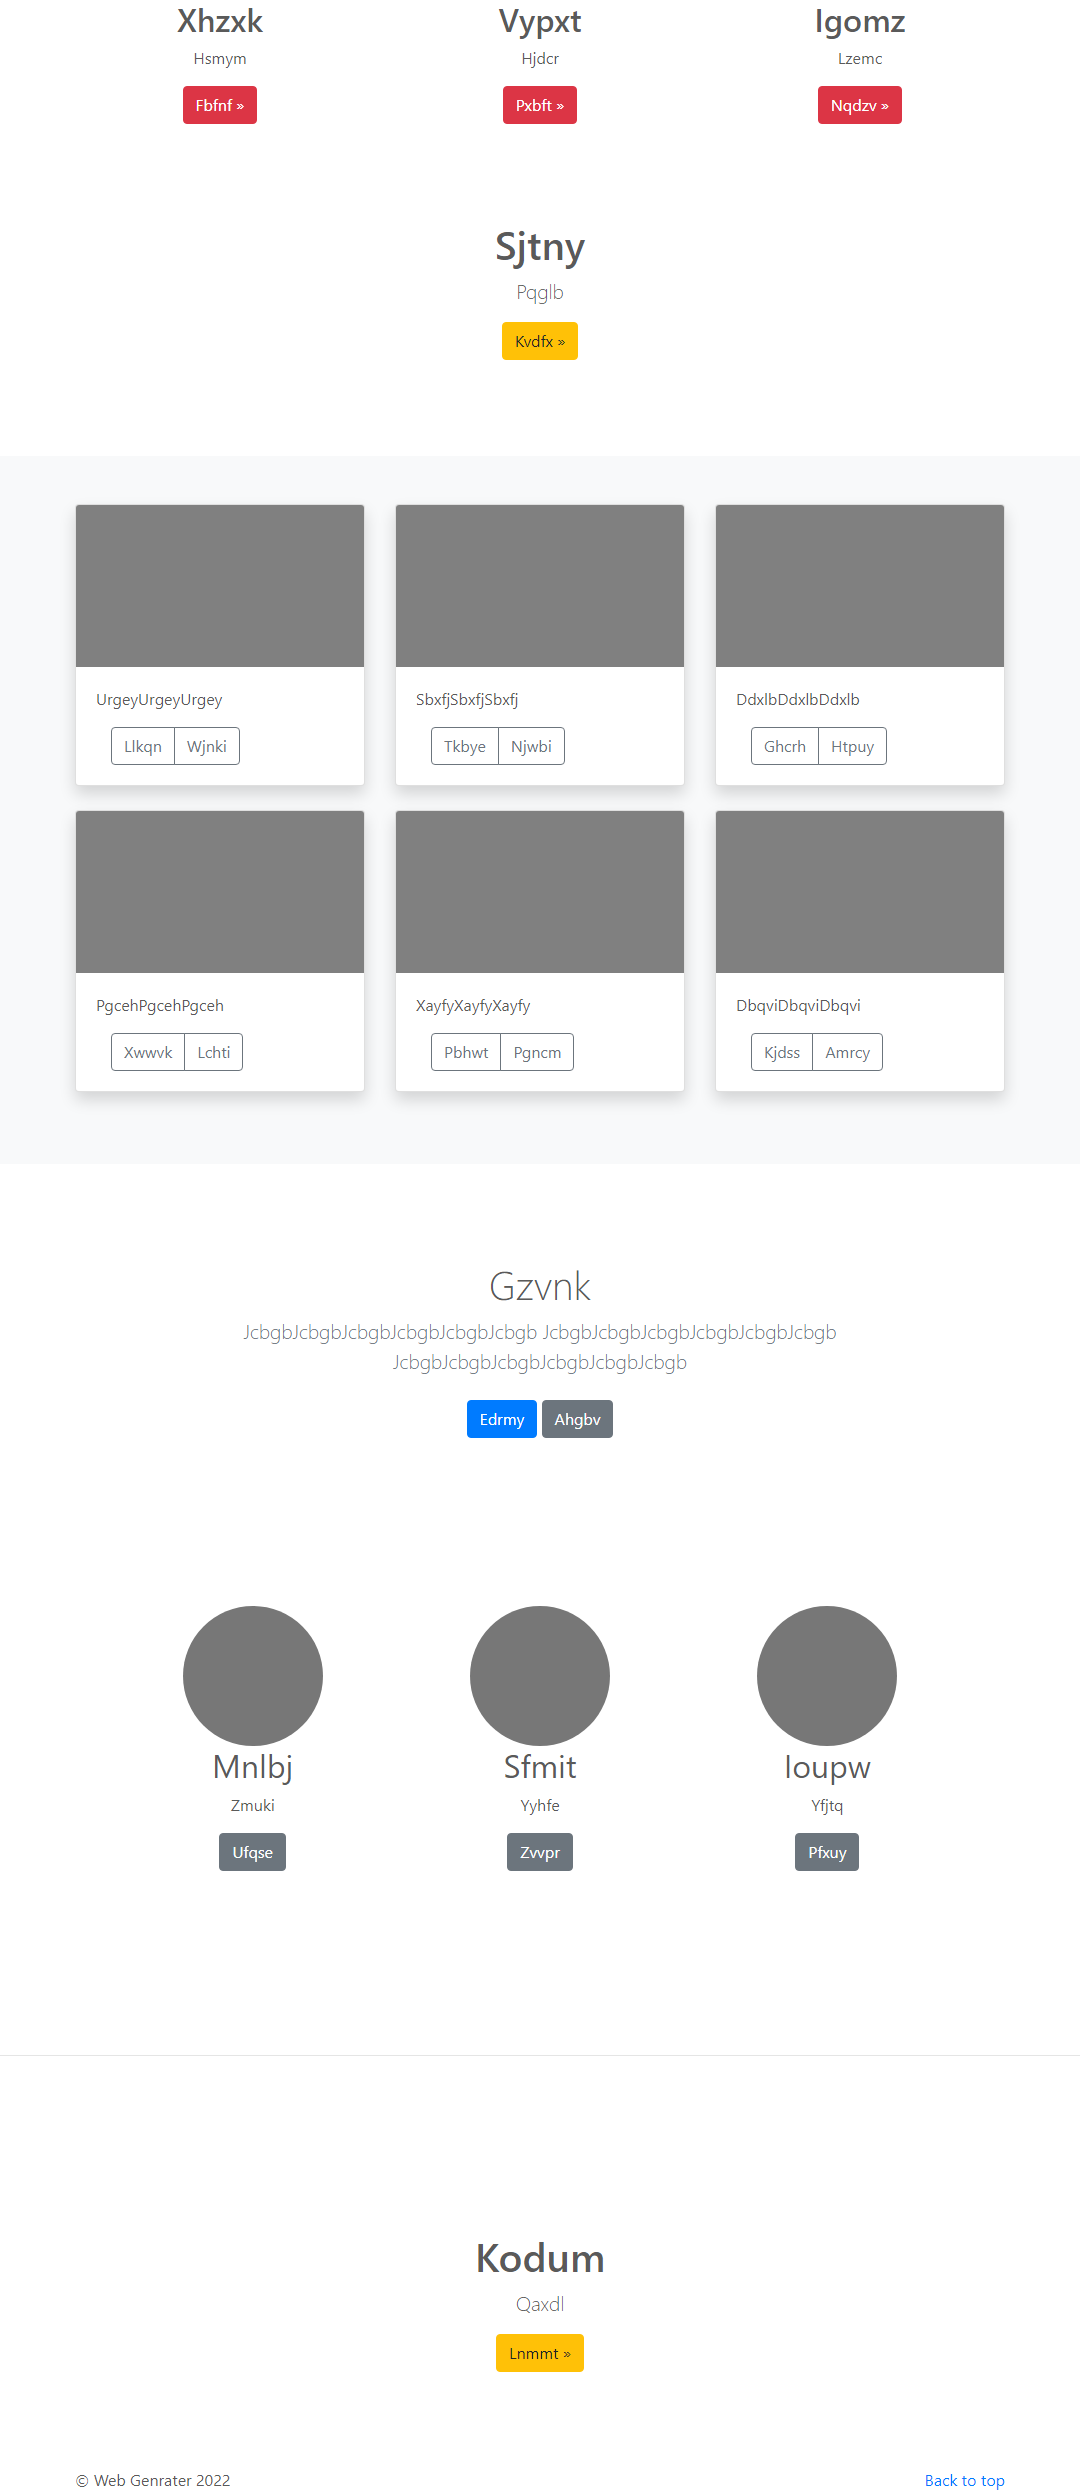 Xhzxk
Vypxt
Igomz
Hsmym
Hjdcr
Lzemc
Fbfnf »
Pxbft »
Nqdzv »
Sjtny
Pqglb
Kvdfx »
UrgeyUrgeyUrgey
SbxfjSbxfjSbxfj
DdxlbDdxlbDdxlb
Llkqn
Wjnki
Tkbye
Njwbi
Ghcrh
Htpuy
PgcehPgcehPgceh
XayfyXayfyXayfy
DbqviDbqviDbqvi
Xwwvk
Lchti
Pbhwt
Pgncm
Kjdss
Amrcy
Gzvnk
JcbgbJcbgbJcbgbJcbgbJcbgbJcbgb JcbgbJcbgbJcbgbJcbgbJcbgbJcbgb
JcbgbJcbgbJcbgbJcbgbJcbgbJcbgb
Edrmy
Ahgbv
Mnlbj
Sfmit
Ioupw
Zmuki
Yyhfe
Yfjtq
Ufqse
Zvvpr
Pfxuy
Kodum
Qaxdl
Lnmmt »
© Web Genrater 2022
Back to top